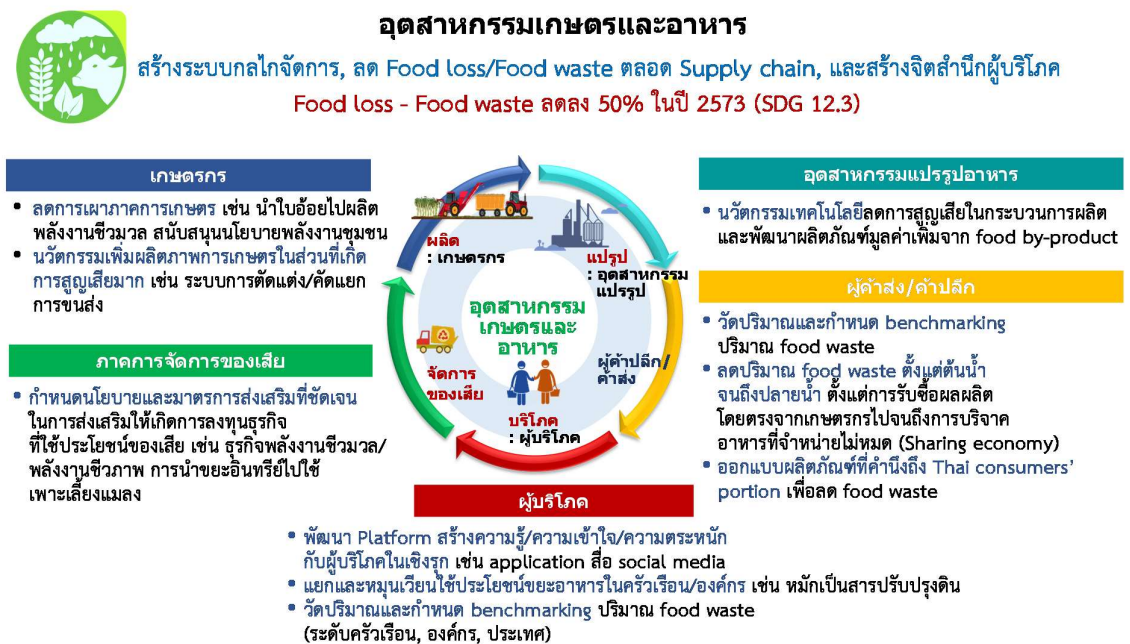 อุตสาหกรรมเกษตรและอาหาร
สร้างระบบกลไกจัดการ, ลด Food loss/Food waste ตลอด Supply chain, และสร้างจิตสำนึกผู้บริโภค
Food loss - Food waste ลดลง 50% ในปี 2573 (SDG 12.3)
เกษตรกร
• ลดการเผาภาคการเกษตร เช่น นำใบอ้อยไปผลิต
พลังงานชีวมวล สนับสนุนนโยบายพลังงานชุมชน
• นวัตกรรมเพิ่มผลิตภาพการเกษตรในส่วนที่เกิด
การสูญเสียมาก เช่น ระบบการตัดแต่ง/คัดแยก
การขนส่ง
ภาคการจัดการของเสีย
• กำหนดนโยบายและมาตรการส่งเสริมที่ชัดเจน
ในการส่งเสริมให้เกิดการลงทุนธุรกิจ
ที่ใช้ประโยชน์ของเสีย เช่น ธุรกิจพลังงานชีวมวล/
พลังงานชีวภาพ การนำขยะอินทรีย์ไปใช้
เพาะเลี้ยงแมลง
ผลิต
: เกษตรกร
แปรูป
: อุตสาหกรรม
แปรรูป
อุตสาหกรรม
เกษตรและ
อาหาร
ผู้ค้าปลีก/
ค้าส่ง
จัดการ
ของเสีย
บริโภค
: ผู้บริโภค
อุตสาหกรรมแปรรูปอาหาร
• นวัตกรรมเทคโนโลยีลดการสูญเสียในกระบวนการผลิต
และพัฒนาผลิตภัณฑ์มูลค่าเพิ่มจาก food by-product
ผู้ค้าส่ง/ค้าปลีก
• วัดปริมาณและกำหนด benchmarking
ปริมาณ food waste
• ลดปริมาณ food waste ตั้งแต่ต้นน้ำ
จนถึงปลายน้ำ ตั้งแต่การรับซื้อผลผลิต
โดยตรงจากเกษตรกรไปจนถึงการบริจาค
อาหารที่จำหน่ายไม่หมด (Sharing economy)
• ออกแบบผลิตภัณฑ์ที่คำนึงถึง Thai consumers’
portion เพื่อลด food waste
ผู้บริโภค
• พัฒนา Platform สร้างความรู้/ความเข้าใจ/ความตระหนัก
กับผู้บริโภคในเชิงรุก เช่น application สื่อ social media
• แยกและหมุนเวียนใช้ประโยชน์ขยะอาหารในครัวเรือน/องค์กร เช่น หมักเป็นสารปรับปรุงดิน
• วัดปริมาณและกำหนด benchmarking ปริมาณ food waste
(ระดับครัวเรือน, องค์กร, ประเทศ)